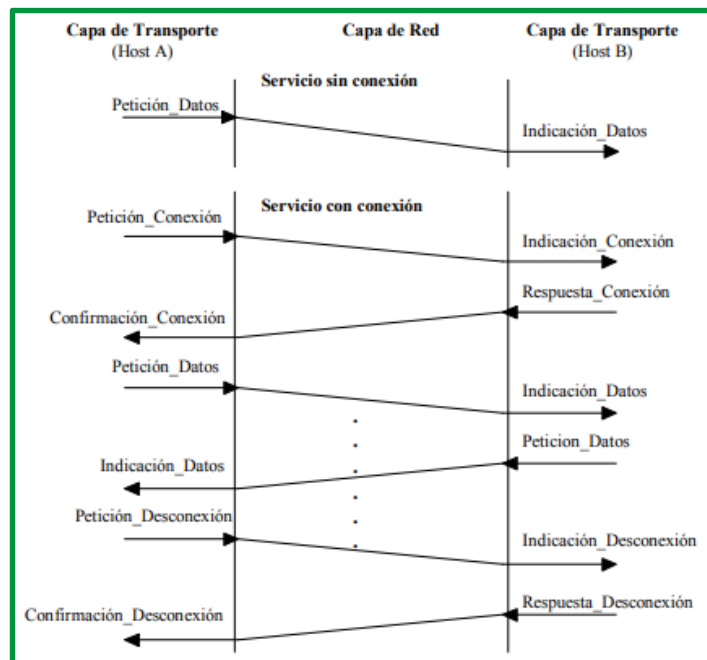 Capa de Transporte
(Host A)
Capa de Red
Capa de Transporte
(Host B)
Servicio sin conexión
Petición_Datos
Indicación_Datos
Servicio con conexión
Petición_Conexión
Indicación_Conexión
Respuesta_Conexión
Confirmación_Conexión
Petición_Datos
Indicación_Datos
Peticion_Datos
Indicación_Datos
Petición_Desconexión
Indicación_Desconexión
Respuesta_Desconexión
Confirmación_Desconexión